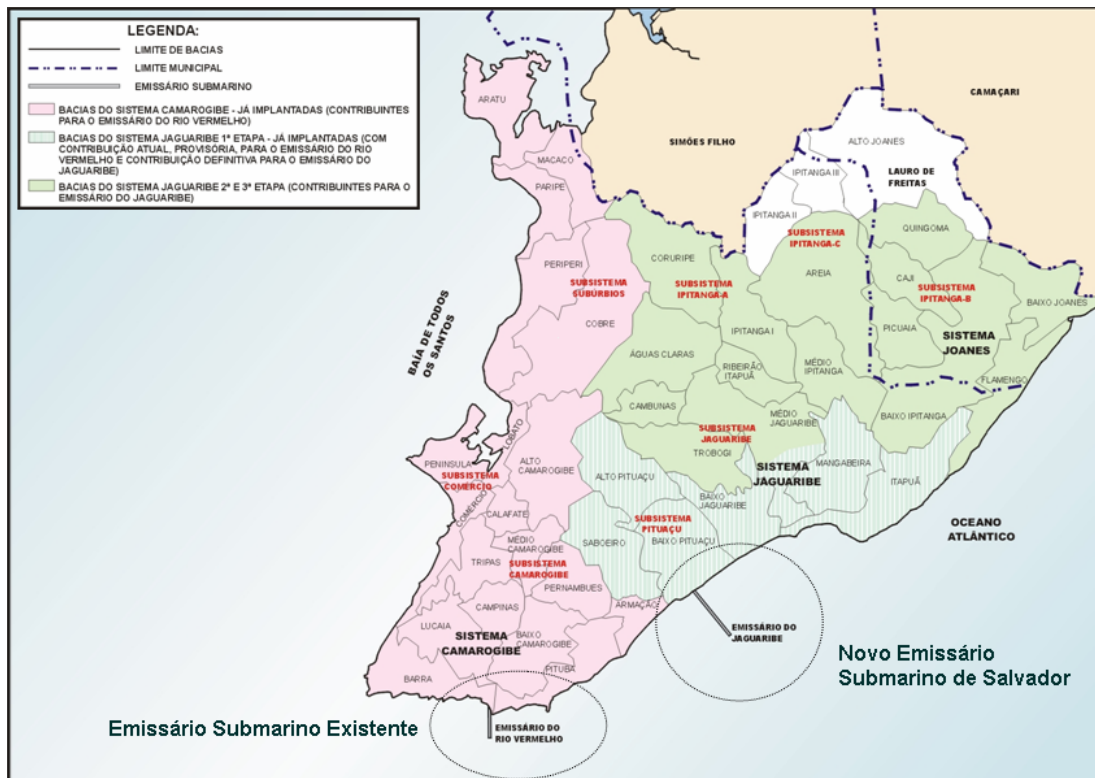 LEGENDA:
LIMITE DE BACIAS
LIMITE MUNICIPAL
EMISSÁRIO SUBMARINO
BACIAS DO SISTEMA CAMAROGIBE - JÁ IMPLANTADAS (CONTRIBUINTES
PARA O EMISSÁRIO DO RIO VERMELHO)
BACIAS DO SISTEMA JAGUARIBE 1ª ETAPA - JÁ IMPLANTADAS (COM
CONTRIBUIÇÃO ATUAL, PROVISÓRIA, PARA O EMISSÁRIO DO RIO
VERMELHO E CONTRIBUIÇÃO DEFINITIVA PARA O EMISSÁRIO DO
JAGUARIBE)
BACIAS DO SISTEMA JAGUARIBE 2ª E 3ª ETAPA (CONTRIBUINTES PARA O
EMISSÁRIO DO JAGUARIBE)
ARATU
CAMAÇARI
SIMÕES FILHO
ALTO JOANES
MACACO
PARIPE
IPITANGA III
LAURO DE
FREITAS
IPITANGA II
QUINGOMA
SUBSISTEMA
IPITANGA-C
PERIPERI
CORURIPE
SUBSISTEMA
SUBÚRBIOS
SUBSISTEMA
IPITANGA-A
AREIA
CAJI
SUBSISTEMA
IPITANGA-B
BAIXO JOANES
COBRE
BAÍA DE TODOS
OS SANTOS
IPITANGA I
PICUAIA
SISTEMA
JOANES
ÁGUAS CLARAS
RIBEIRÃO
ITAPUÃ
MÉDIO
IPITANGA
FLAMENGO
CAMBUNAS
MÉDIO
JAGUARIBE
BAIXO IPITANGA
SUBSISTEMA
JAGUARIBE
TROBOGI
LOBATO
PENINSULA
ALTO
CAMAROGIBE
SUBSISTEMA
COMÉRCIO
COMÉRCIO
ALTO PITUAÇU
SISTEMA
JAGUARIBE
MANGABEIRA
ITAPUÃ
BAIXO
JAGUARIBE
CALAFATE
SUBSISTEMA
PITUAÇU
OCEANO
ATLÂNTICO
MÉDIO
CAMAROGIBE
SABOEIRO
BAIXO PITUAÇU
TRIPAS
SUBSISTEMA
CAMAROGIBE
PERNAMBUES
CAMPINAS
ARMAÇÃO
LUCAIA
SISTEMA
CAMAROGIBE
BAIXO
CAMAROGIBE
EMISSÁRIO DO
JAGUARIBE
PITUBA
BARRA
Novo Emissário
Submarino de Salvador
Emissário Submarino Existente
EMISSÁRIO DO
RIO VERMELHO